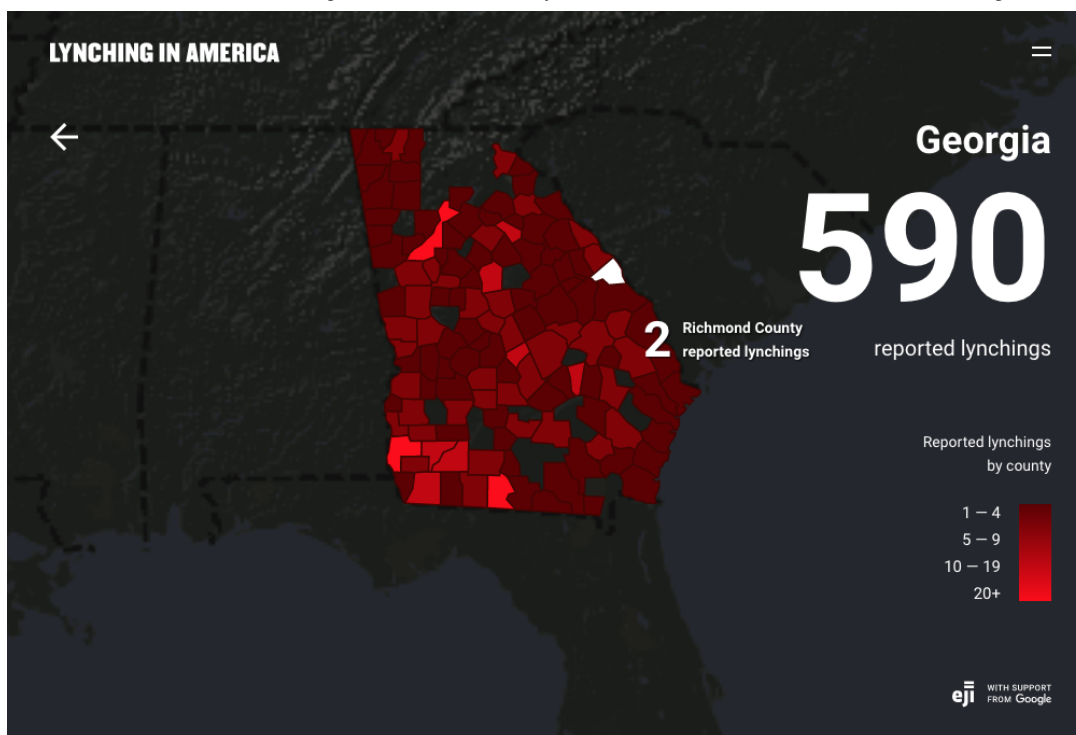 LYNCHING IN AMERICA
Georgia
590
reported lynchings
2
Richmond County
reported lynchings
Reported lynchings
by county
1 — 4
5 — 9
10 — 19
20+
eji
WITH SUPPORT
FROM Google